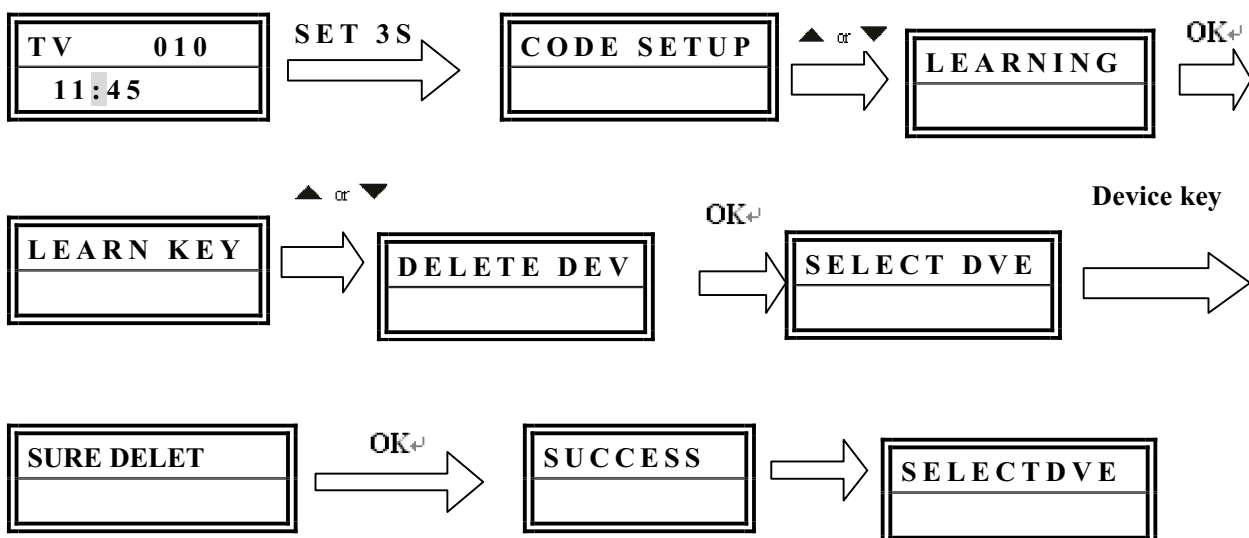 TV 010
11:45
SET 3S
CODE SETUP
▲ or ▼
LEARNING
OK↵
LEARN KEY
▲ or ▼
DELETE DEV
OK↵
SELECT DVE
Device key
SURE DELET
OK↵
SUCCESS
SELECTDVE